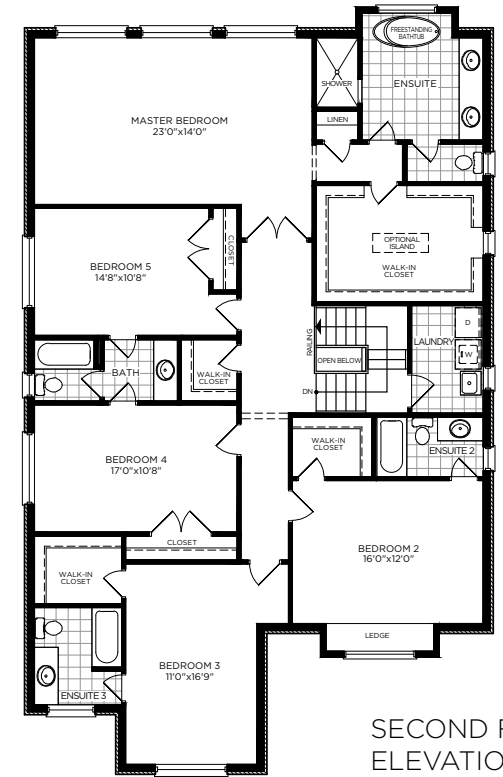 FREESTANDING
BATHTUB
SHOWER
ENSUITE
LINEN
MASTER BEDROOM
23'0"x14'0"
OPTIONAL
ISLAND
WALK-IN
CLOSET
CLOSET
BEDROOM 5
14'8"x10'8"
RAILING
OPEN BELOW
DN
LAUNDRY
D
W
BATH
WALK-IN
CLOSET
WALK-IN
CLOSET
ENSUITE 2
BEDROOM 4
17'0"x10'8"
CLOSET
BEDROOM 2
16'0"x12'0"
WALK-IN
CLOSET
LEDGE
BEDROOM 3
11'0"x16'9"
ENSUITE 3
SECOND F
ELEVATIO